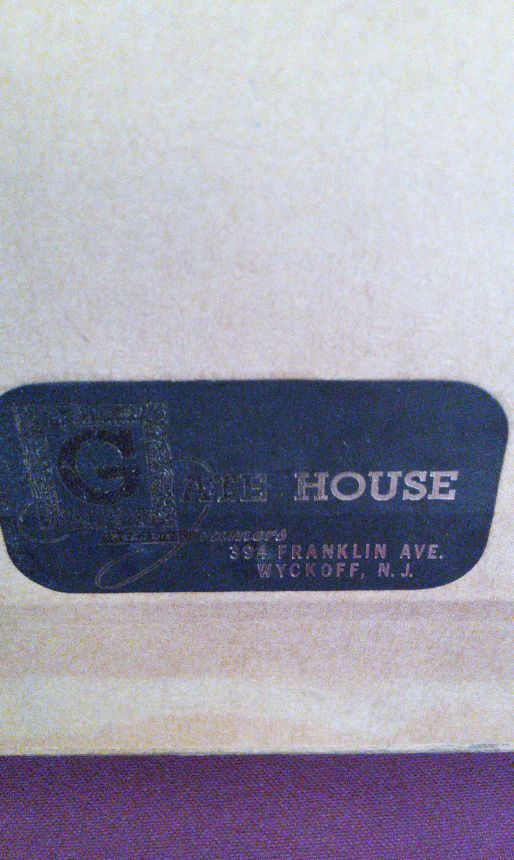 GATE HOUSE
394 FRANKLIN AVE.
WYCKOFF, N. J.